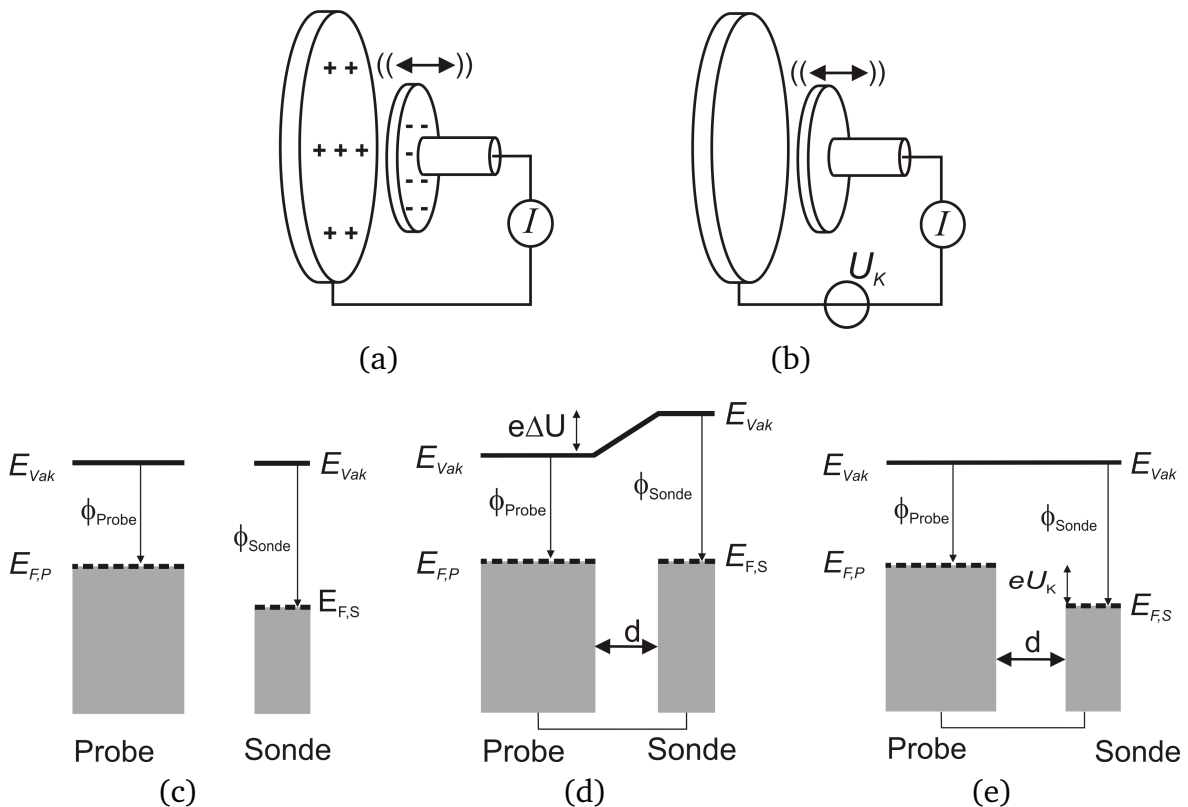 + +
+ + +
+ +
(( ))
- -
-
- -
- -
I
(a)
(( ))
I
U_K
(b)
E_Vak
E_Vak
ϕ_Probe
ϕ_Sonde
E_F,P
E_F,S
Probe
Sonde
(c)
eΔU
E_Vak
E_Vak
ϕ_Probe
ϕ_Sonde
E_F,P
E_F,S
d
Probe
Sonde
(d)
E_Vak
E_Vak
ϕ_Probe
ϕ_Sonde
E_F,P
eU_K
E_F,S
d
Probe
Sonde
(e)